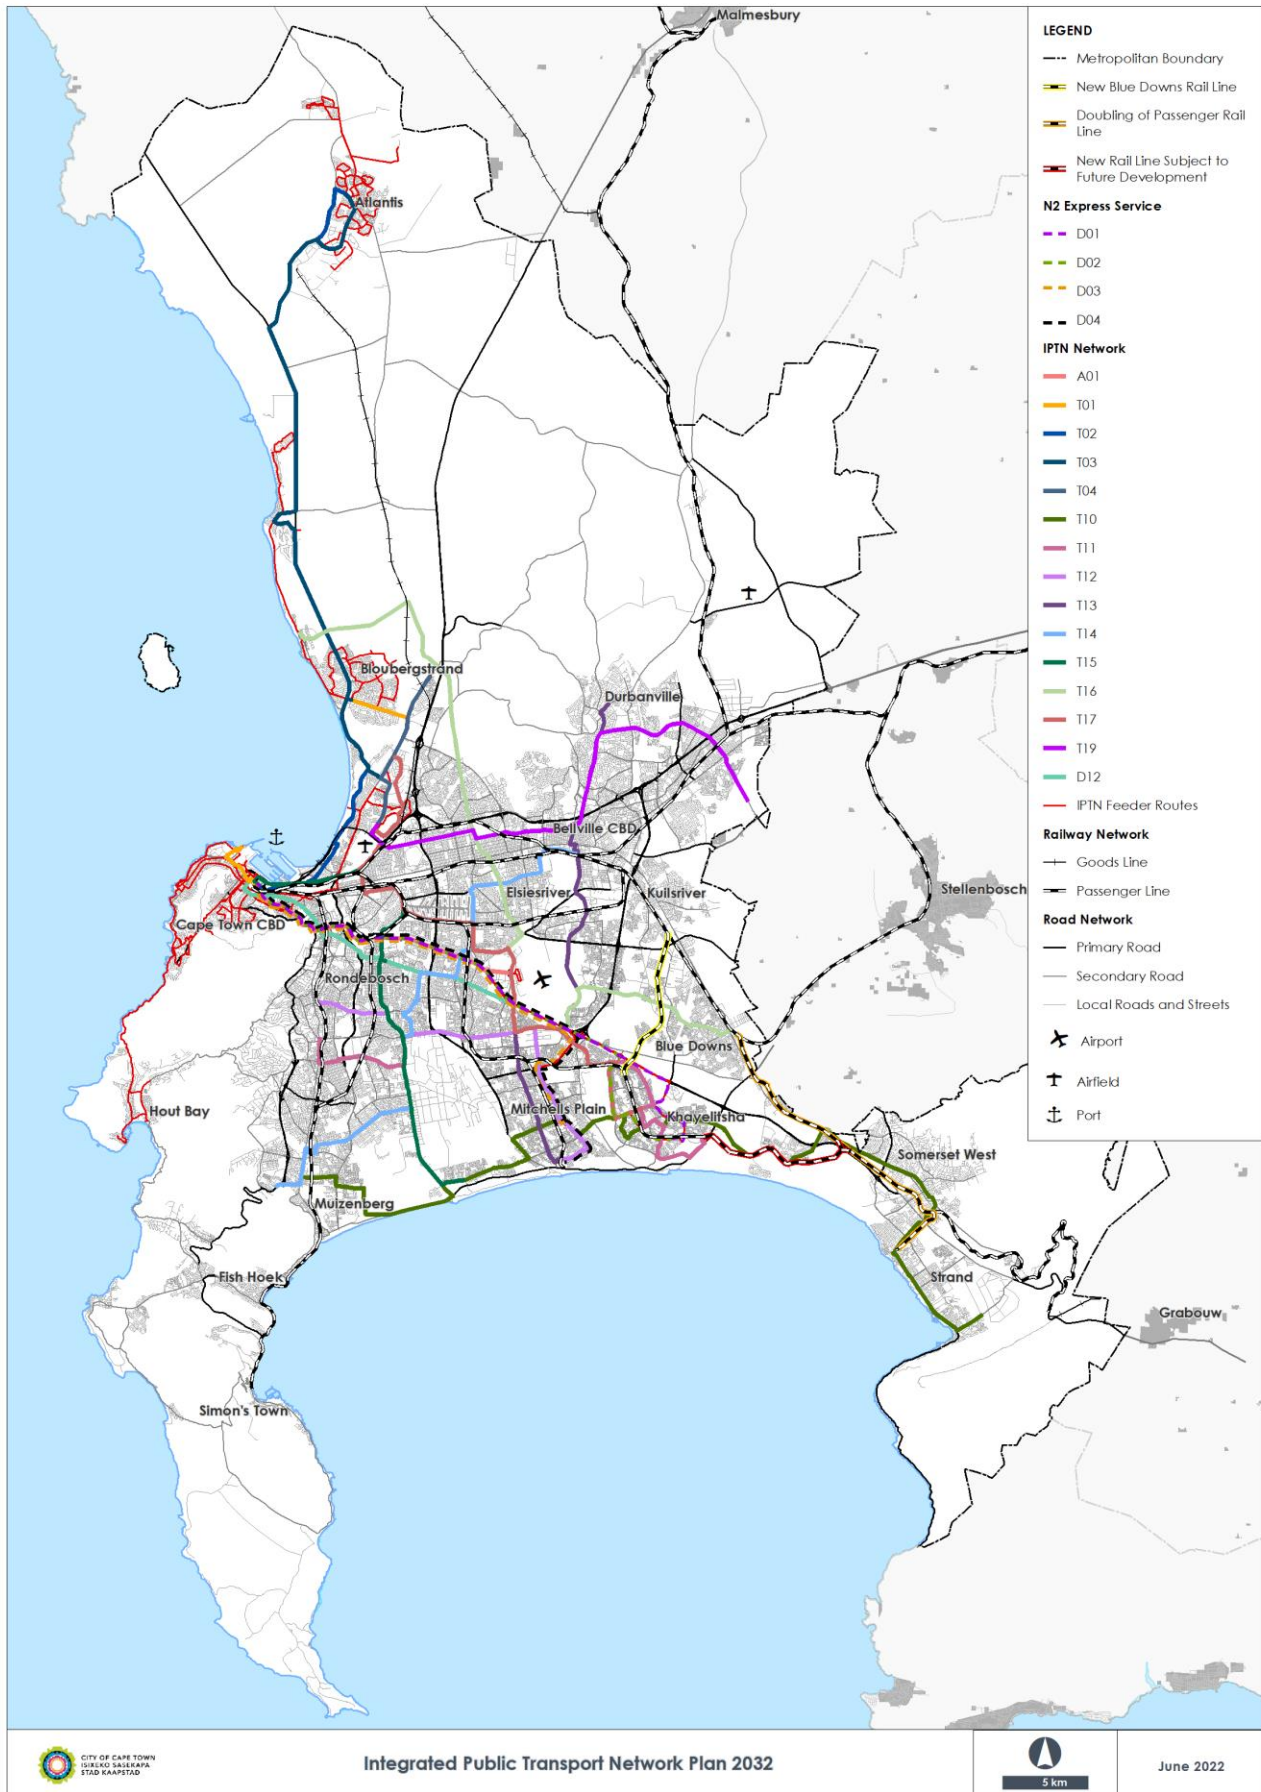 Malmesbury
Atlantis
Bloubergstrand
Durbanville
Bellville CBD
Elsiesriver
Kuilsriver
Stellenbosch
Cape Town CBD
Rondebosch
Blue Downs
Hout Bay
Mitchells Plain
Khayelitsha
Somerset West
Muizenberg
Fish Hoek
Strand
Grabouw
Simon's Town
LEGEND
Metropolitan Boundary
New Blue Downs Rail Line
Doubling of Passenger Rail
Line
New Rail Line Subject to
Future Development
N2 Express Service
D01
D02
D03
D04
IPTN Network
A01
T01
T02
T03
T04
T10
T11
T12
T13
T14
T15
T16
T17
T19
D12
IPTN Feeder Routes
Railway Network
Goods Line
Passenger Line
Road Network
Primary Road
Secondary Road
Local Roads and Streets
Airport
Airfield
Port
CITY OF CAPE TOWN
ISIXEKO SASEKAPA
STAD KAAPSTAD
Integrated Public Transport Network Plan 2032
5 km
June 2022